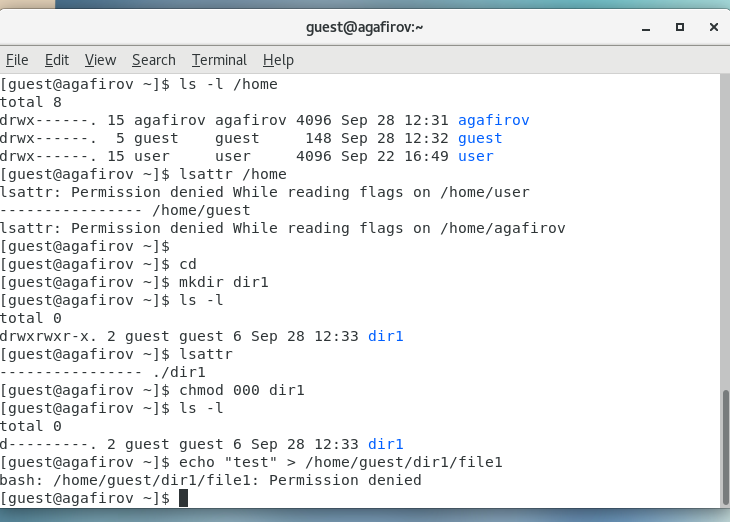 guest@agafirov:~
File Edit View Search Terminal Help
[guest@agafirov ~]$ ls -l /home
total 8
drwx------. 15 agafirov agafirov 4096 Sep 28 12:31 agafirov
drwx------.  5 guest    guest     148 Sep 28 12:32 guest
drwx------. 15 user     user     4096 Sep 22 16:49 user
[guest@agafirov ~]$ lsattr /home
lsattr: Permission denied While reading flags on /home/user
---------------- /home/guest
lsattr: Permission denied While reading flags on /home/agafirov
[guest@agafirov ~]$
[guest@agafirov ~]$ cd
[guest@agafirov ~]$ mkdir dir1
[guest@agafirov ~]$ ls -l
total 0
drwxrwxr-x. 2 guest guest 6 Sep 28 12:33 dir1
[guest@agafirov ~]$ lsattr
---------------- ./dir1
[guest@agafirov ~]$ chmod 000 dir1
[guest@agafirov ~]$ ls -l
total 0
d---------. 2 guest guest 6 Sep 28 12:33 dir1
[guest@agafirov ~]$ echo "test" > /home/guest/dir1/file1
bash: /home/guest/dir1/file1: Permission denied
[guest@agafirov ~]$